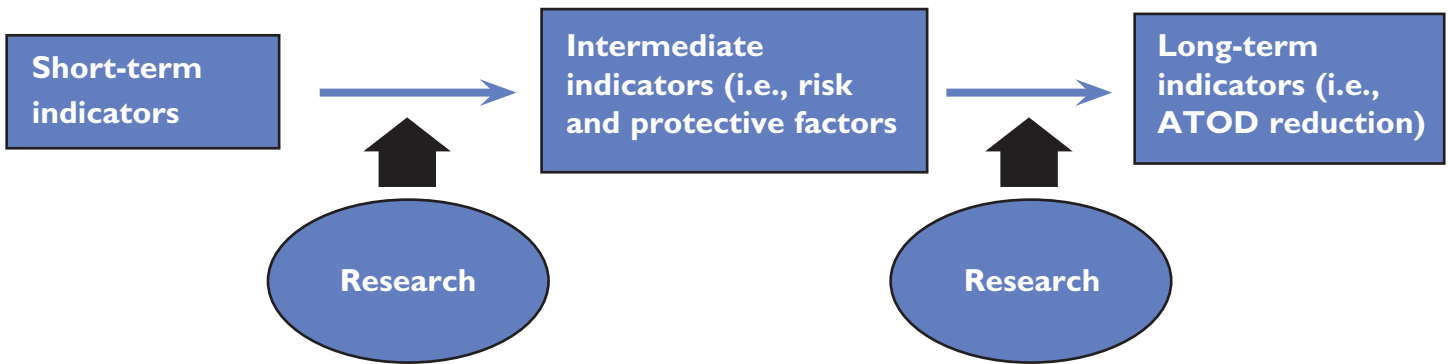 Short-term
indicators
Intermediate
indicators (i.e., risk
and protective factors
Long-term
indicators (i.e.,
ATOD reduction)
Research
Research